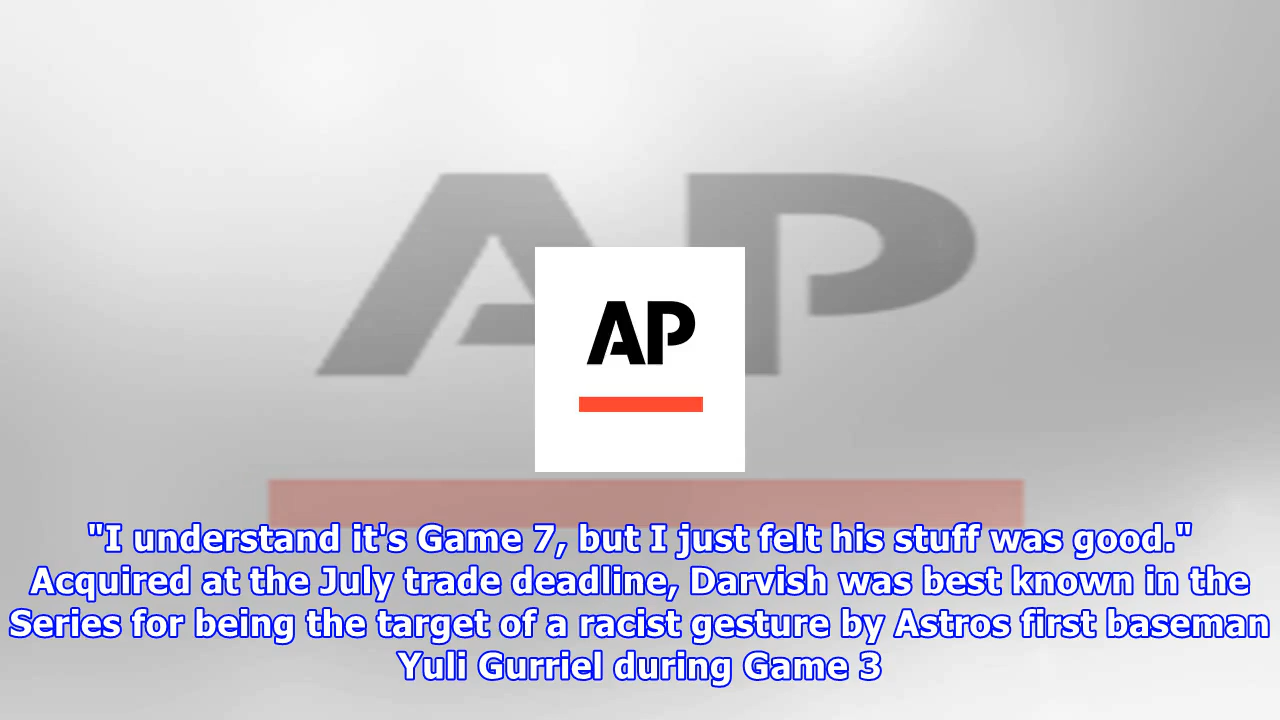 AP
AP
"I understand it's Game 7, but I just felt his stuff was good."
Acquired at the July trade deadline, Darvish was best known in the
Series for being the target of a racist gesture by Astros first baseman
Yuli Gurriel during Game 3